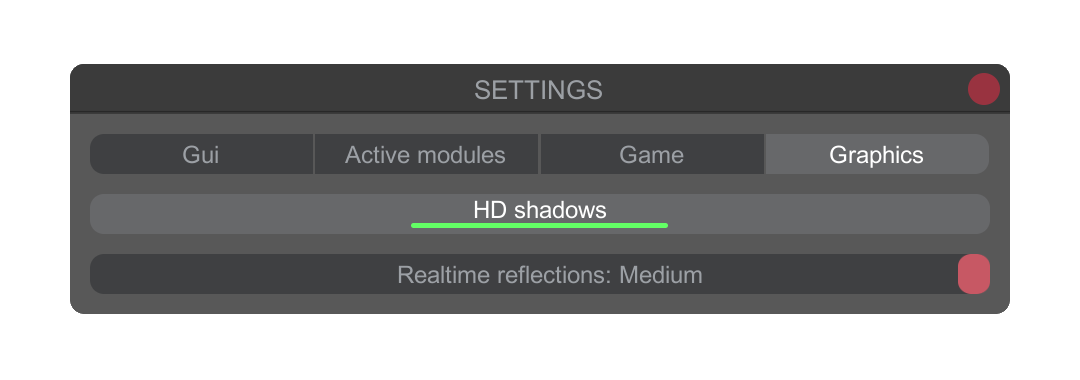 SETTINGS
Gui Active modules Game Graphics
HD shadows
Realtime reflections: Medium